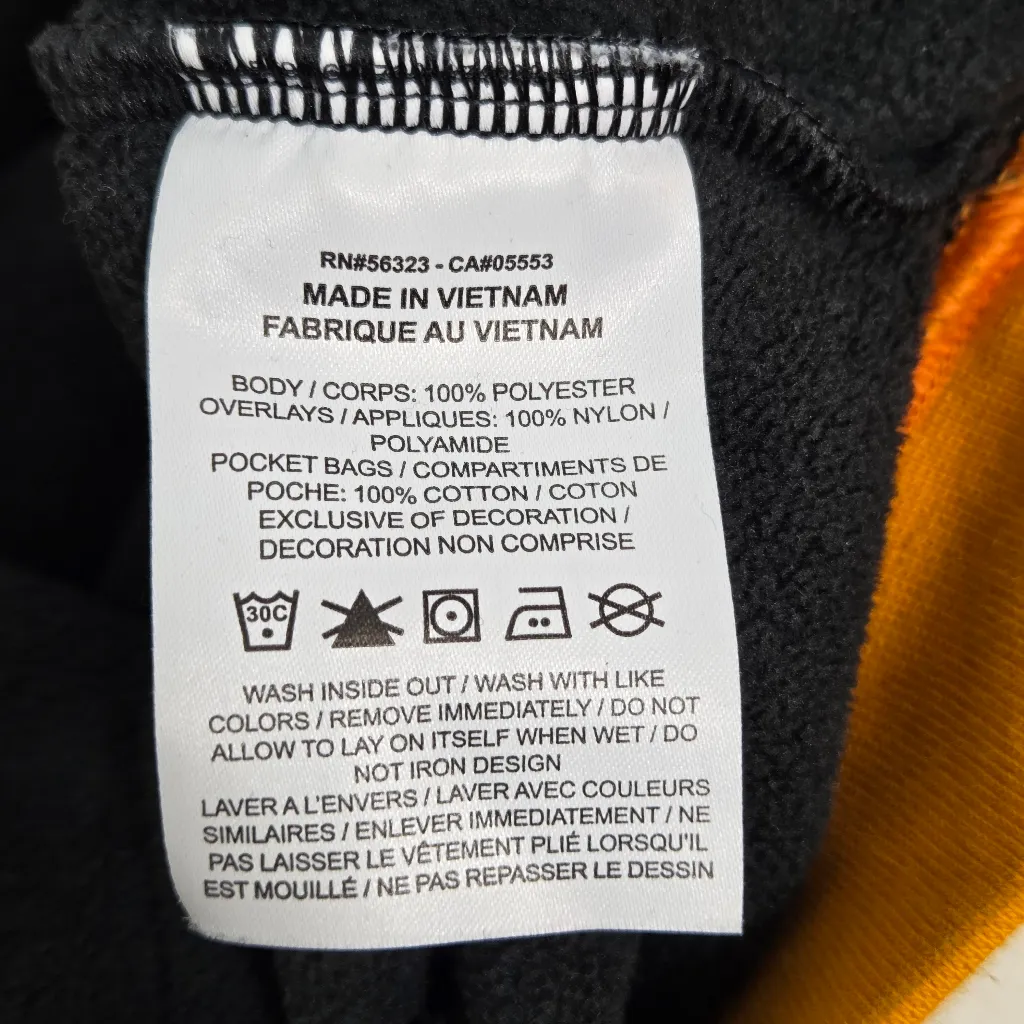 RN#56323 - CA#05553
MADE IN VIETNAM
FABRIQUE AU VIETNAM
BODY / CORPS: 100% POLYESTER
OVERLAYS / APPLIQUES: 100% NYLON /
POLYAMIDE
POCKET BAGS / COMPARTIMENTS DE
POCHE: 100% COTTON / COTON
EXCLUSIVE OF DECORATION /
DECORATION NON COMPRISE
30C
WASH INSIDE OUT / WASH WITH LIKE
COLORS / REMOVE IMMEDIATELY / DO NOT
ALLOW TO LAY ON ITSELF WHEN WET / DO
NOT IRON DESIGN
LAVER A L'ENVERS / LAVER AVEC COULEURS
SIMILAIRES / ENLEVER IMMEDIATEMENT / NE
PAS LAISSER LE VÊTEMENT PLIÉ LORSQU'IL
EST MOUILLÉ / NE PAS REPASSER LE DESSIN